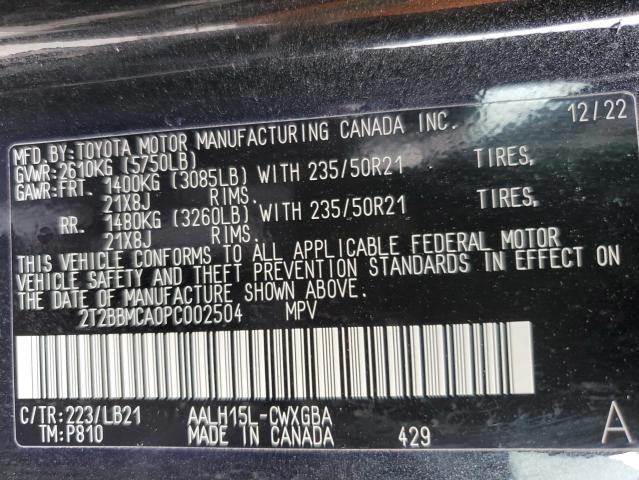 MFD.BY:TOYOTA MOTOR MANUFACTURING CANADA INC. 12/22
GVWR:2610KG (5750LB)
GAWR:FRT. 1400KG (3085LB) WITH 235/50R21 TIRES,
21X8J RIMS.
RR. 1480KG (3260LB) WITH 235/50R21 TIRES,
21X8J RIMS.
THIS VEHICLE CONFORMS TO ALL APPLICABLE FEDERAL MOTOR
VEHICLE SAFETY AND THEFT PREVENTION STANDARDS IN EFFECT ON
THE DATE OF MANUFACTURE SHOWN ABOVE.
2T2BBMCA0PC002504 MPV
C/TR:223/LB21 AALH15L-CWXGBA
TM:P810 MADE IN CANADA 429 A